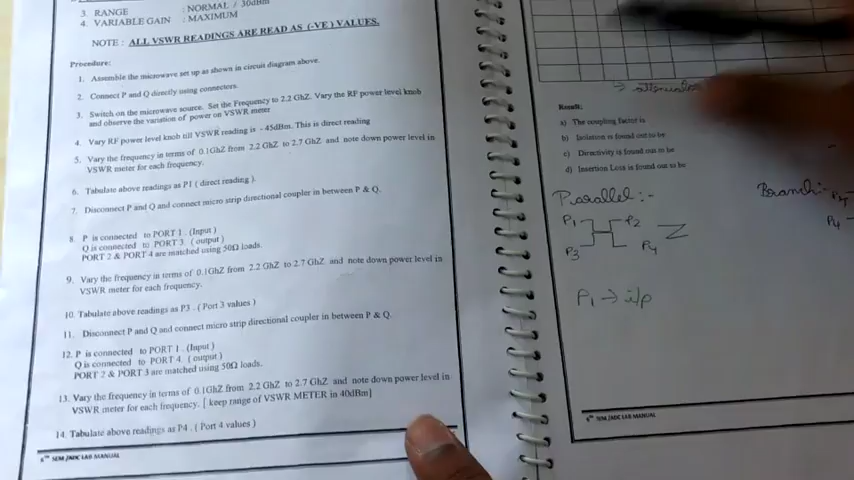 3. RANGE : NORMAL / 30dBm
4. VARIABLE GAIN : MAXIMUM
NOTE : ALL VSWR READINGS ARE READ AS (-VE) VALUES.
Procedure:
1. Assemble the microwave set up as shown in circuit diagram above.
2. Connect P and Q directly using connectors.
3. Switch on the microwave source. Set the Frequency to 2.2 GhZ. Vary the RF power level knob
and observe the variation of power on VSWR meter
4. Vary RF power level knob till VSWR reading is - 45dBm. This is direct reading
5. Vary the frequency in terms of 0.1GhZ from 2.2 GhZ to 2.7 GhZ and note down power level in
VSWR meter for each frequency.
6. Tabulate above readings as P1 ( direct reading ).
7. Disconnect P and Q and connect micro strip directional coupler in between P & Q.
8. P is connected to PORT 1 . (Input )
Q is connected to PORT 3. ( output )
PORT 2 & PORT 4 are matched using 50Ω loads.
9. Vary the frequency in terms of 0.1GhZ from 2.2 GhZ to 2.7 GhZ and note down power level in
VSWR meter for each frequency.
10. Tabulate above readings as P3 . ( Port 3 values )
11. Disconnect P and Q and connect micro strip directional coupler in between P & Q.
12. P is connected to PORT 1 . (Input )
Q is connected to PORT 4. ( output )
PORT 2 & PORT 3 are matched using 50Ω loads.
13. Vary the frequency in terms of 0.1GhZ from 2.2 GhZ to 2.7 GhZ and note down power level in
VSWR meter for each frequency. [ keep range of VSWR METER in 40dBm]
14. Tabulate above readings as P4 . ( Port 4 values )
6TH SEM JADC LAB MANUAL
Result:
a) The coupling factor is
b) Isolation is found out to be
c) Directivity is found out to be
d) Insertion Loss is found out to be
Parallel :-
Branch:-
P1 P2
P3 P4
P4
P1 → i/p
6TH SEM JADC LAB MANUAL